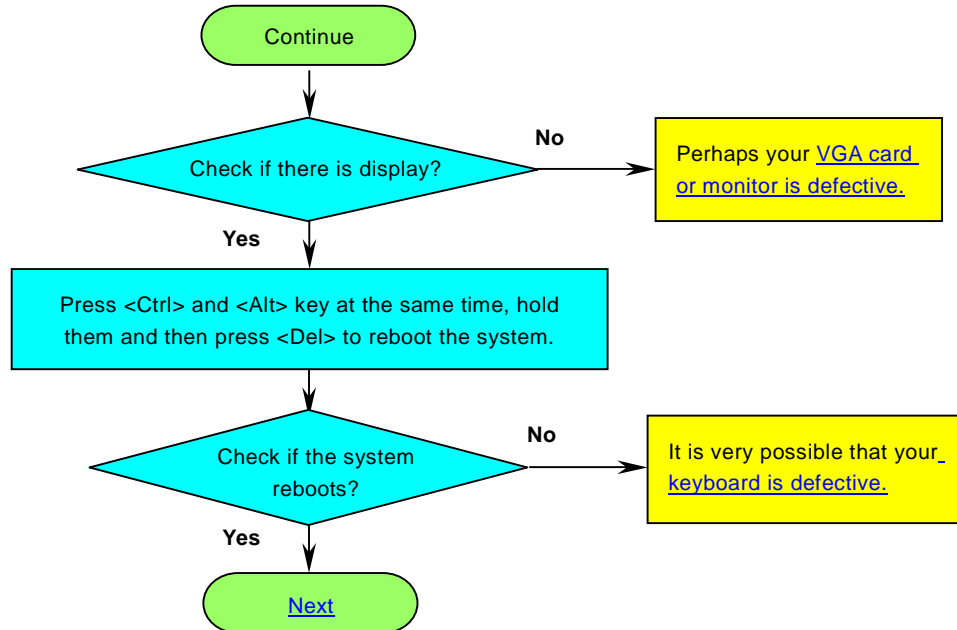 Continue
Check if there is display?
No
Perhaps your VGA card
or monitor is defective.
Yes
Press <Ctrl> and <Alt> key at the same time, hold
them and then press <Del> to reboot the system.
Check if the system
reboots?
No
It is very possible that your
keyboard is defective.
Yes
Next